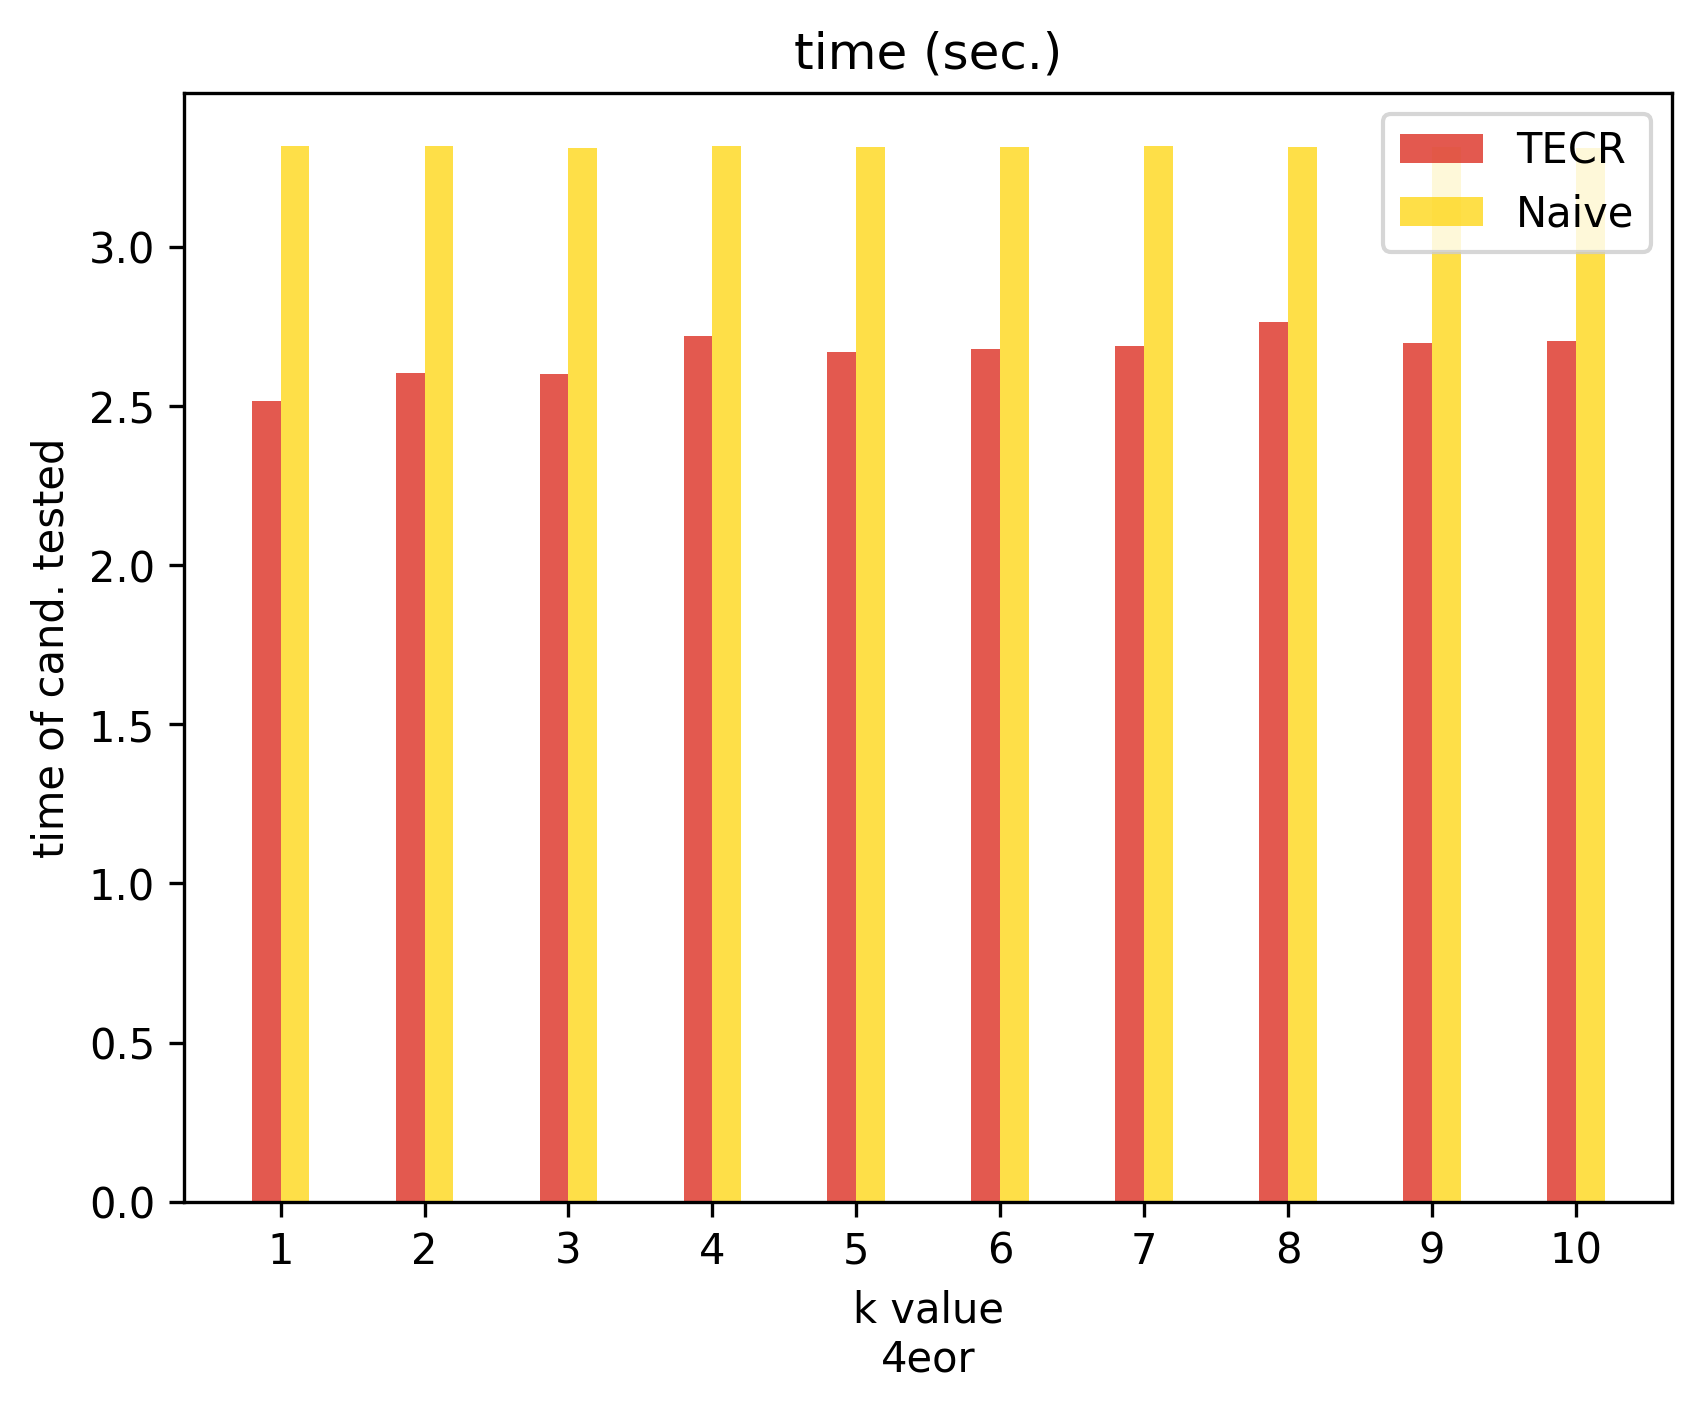 time (sec.)
TECR
Naive
3.0
2.5
2.0
1.5
1.0
0.5
0.0
time of cand. tested
1 2 3 4 5 6 7 8 9 10
k value
4eor